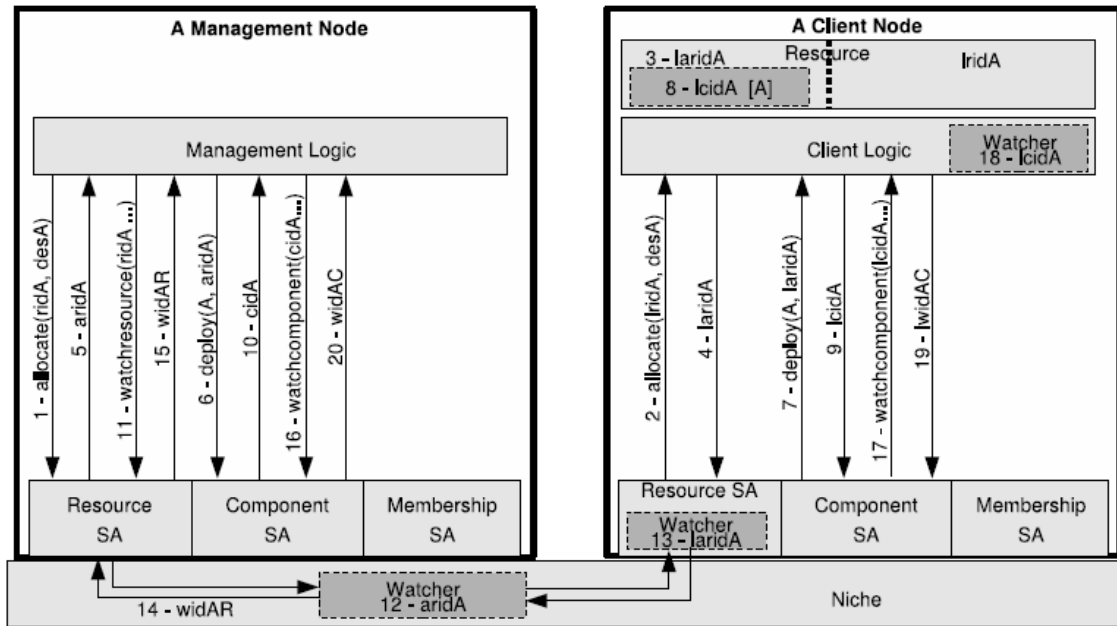 A Management Node
Management Logic
1 - allocate(ridA, desA)
5 - aridA
11 - watchresource(ridA ...)
15 - widAR
6 - deploy(A, aridA)
10 - cidA
16 - watchcomponent(cidA...)
20 - widAC
Resource
SA
Component
SA
Membership
SA
A Client Node
Resource
3 - laridA
lridA
8 - lcidA [A]
Client Logic
Watcher
18 - lcidA
2 - allocate(lridA, desA)
4 - laridA
7 - deploy(A, laridA)
9 - lcidA
17 - watchcomponent(lcidA...)
19 - lwidAC
Resource SA
Watcher
13 - laridA
Component
SA
Membership
SA
14 - widAR
Watcher
12 - aridA
Niche